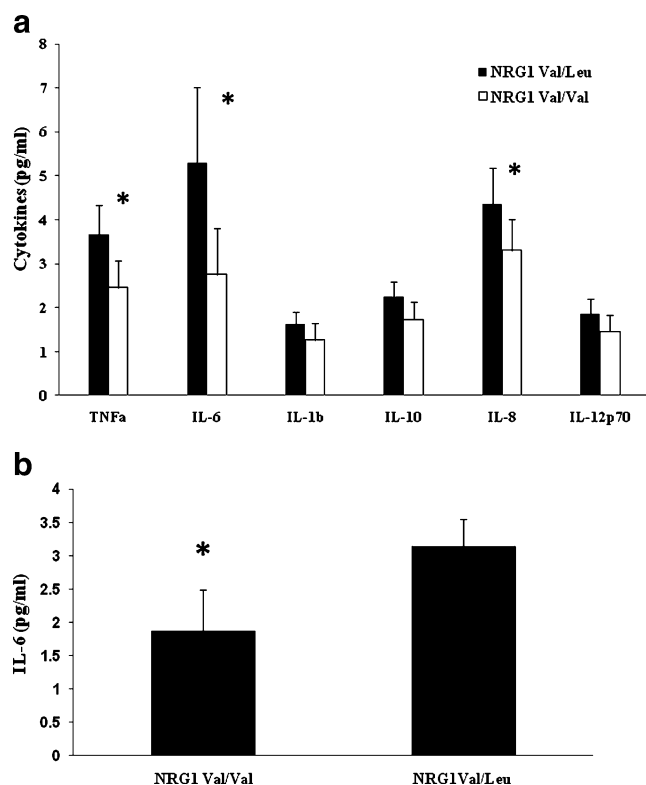 a
8
7
6
5
4
3
2
1
0
Cytokines (pg/ml)
NRG1 Val/Leu
NRG1 Val/Val
*
*
*
TNFa IL-6 IL-1b IL-10 IL-8 IL-12p70
b
4
3.5
3
2.5
2
1.5
1
0.5
0
IL-6 (pg/ml)
*
NRG1 Val/Val NRG1Val/Leu